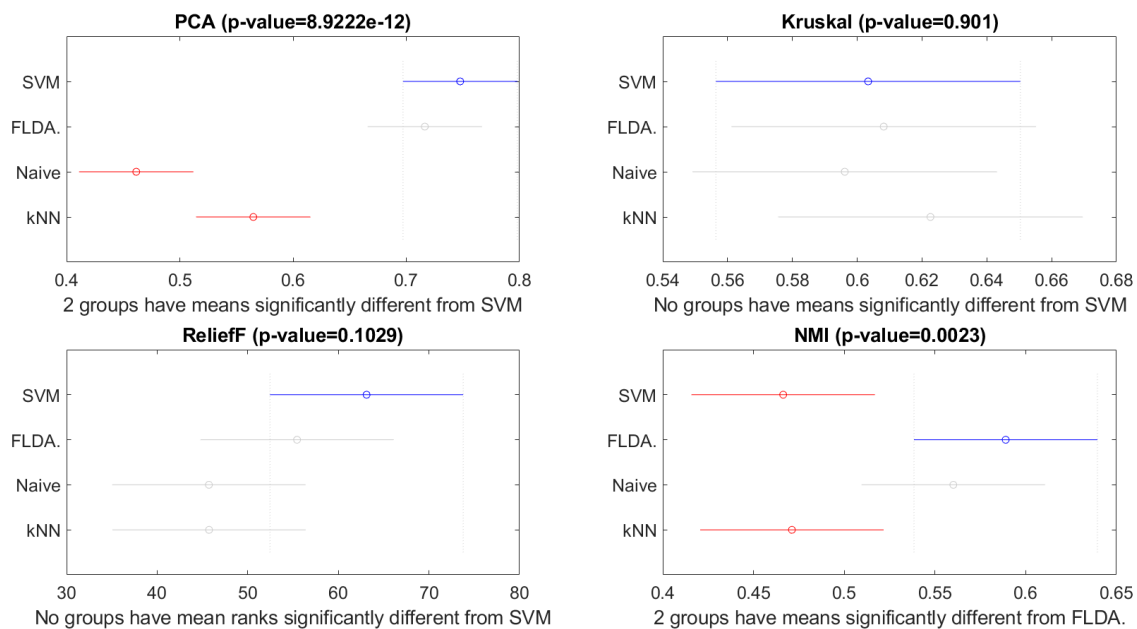 PCA (p-value=8.9222e-12)
SVM
FLDA.
Naive
kNN
0.4 0.5 0.6 0.7 0.8
2 groups have means significantly different from SVM
Kruskal (p-value=0.901)
SVM
FLDA.
Naive
kNN
0.54 0.56 0.58 0.6 0.62 0.64 0.66 0.68
No groups have means significantly different from SVM
ReliefF (p-value=0.1029)
SVM
FLDA.
Naive
kNN
30 40 50 60 70 80
No groups have mean ranks significantly different from SVM
NMI (p-value=0.0023)
SVM
FLDA.
Naive
kNN
0.4 0.45 0.5 0.55 0.6 0.65
2 groups have means significantly different from FLDA.